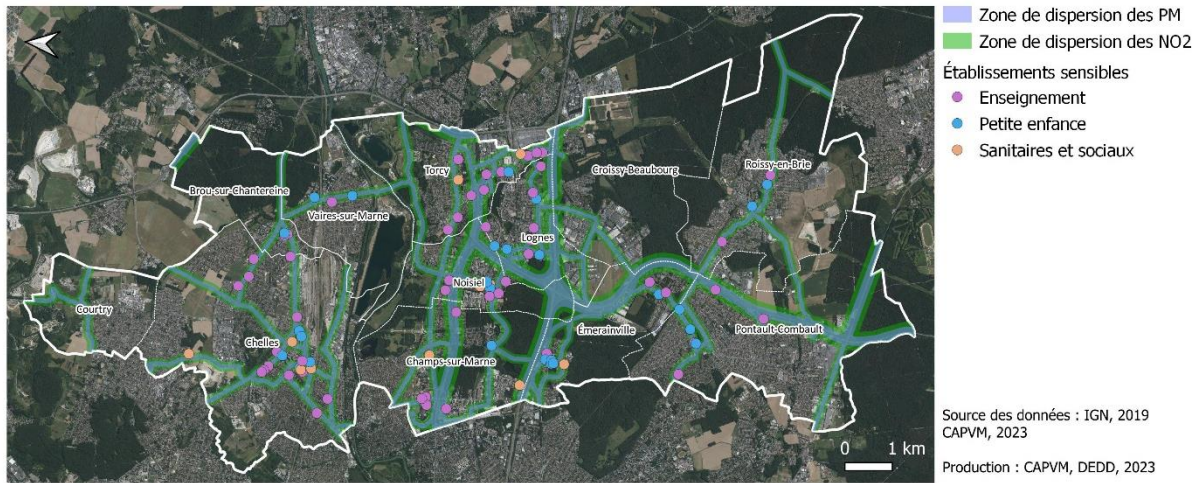 Zone de dispersion des PM
Zone de dispersion des NO2
Établissements sensibles
Enseignement
Petite enfance
Sanitaires et sociaux
Brou-sur-Chantereine
Vaires-sur-Marne
Torcy
Croissy-Beaubourg
Roissy-en-Brie
Lognes
Noisiel
Courtry
Chelles
Champs-sur-Marne
Émerainville
Pontault-Combault
0 1 km
Source des données : IGN, 2019
CAPVM, 2023
Production : CAPVM, DEDD, 2023